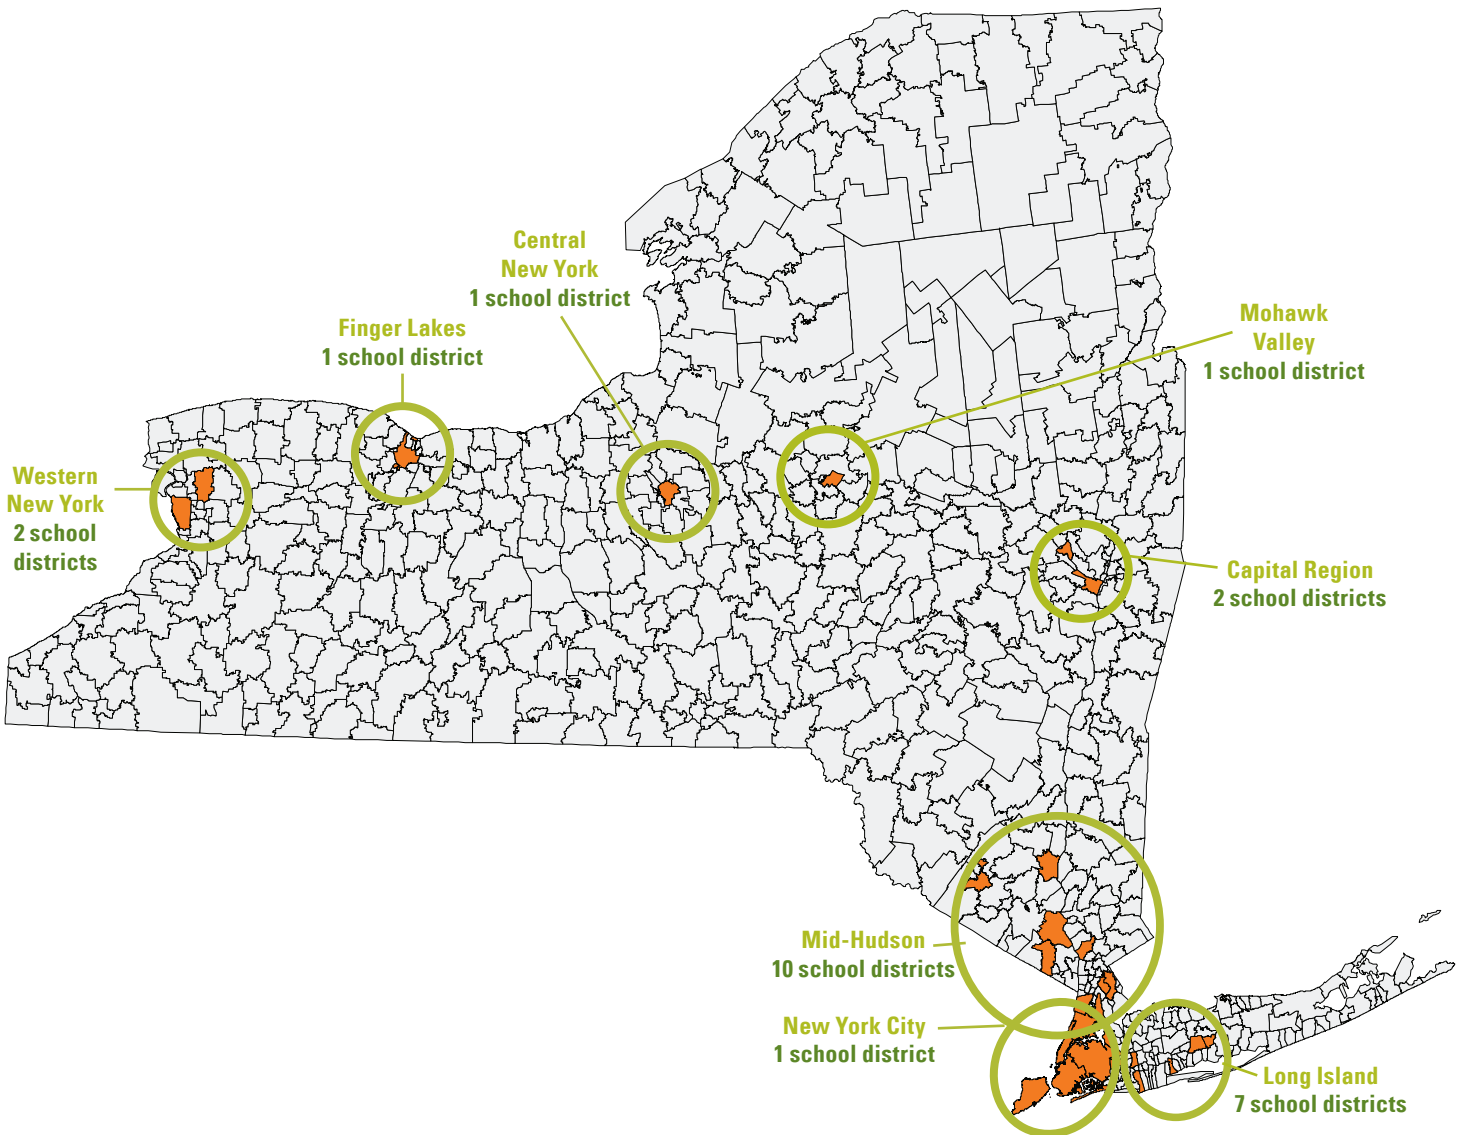 Central
New York
1 school district
Finger Lakes
1 school district
Mohawk
Valley
1 school district
Western
New York
2 school
districts
Capital Region
2 school districts
Mid-Hudson
10 school districts
New York City
1 school district
Long Island
7 school districts